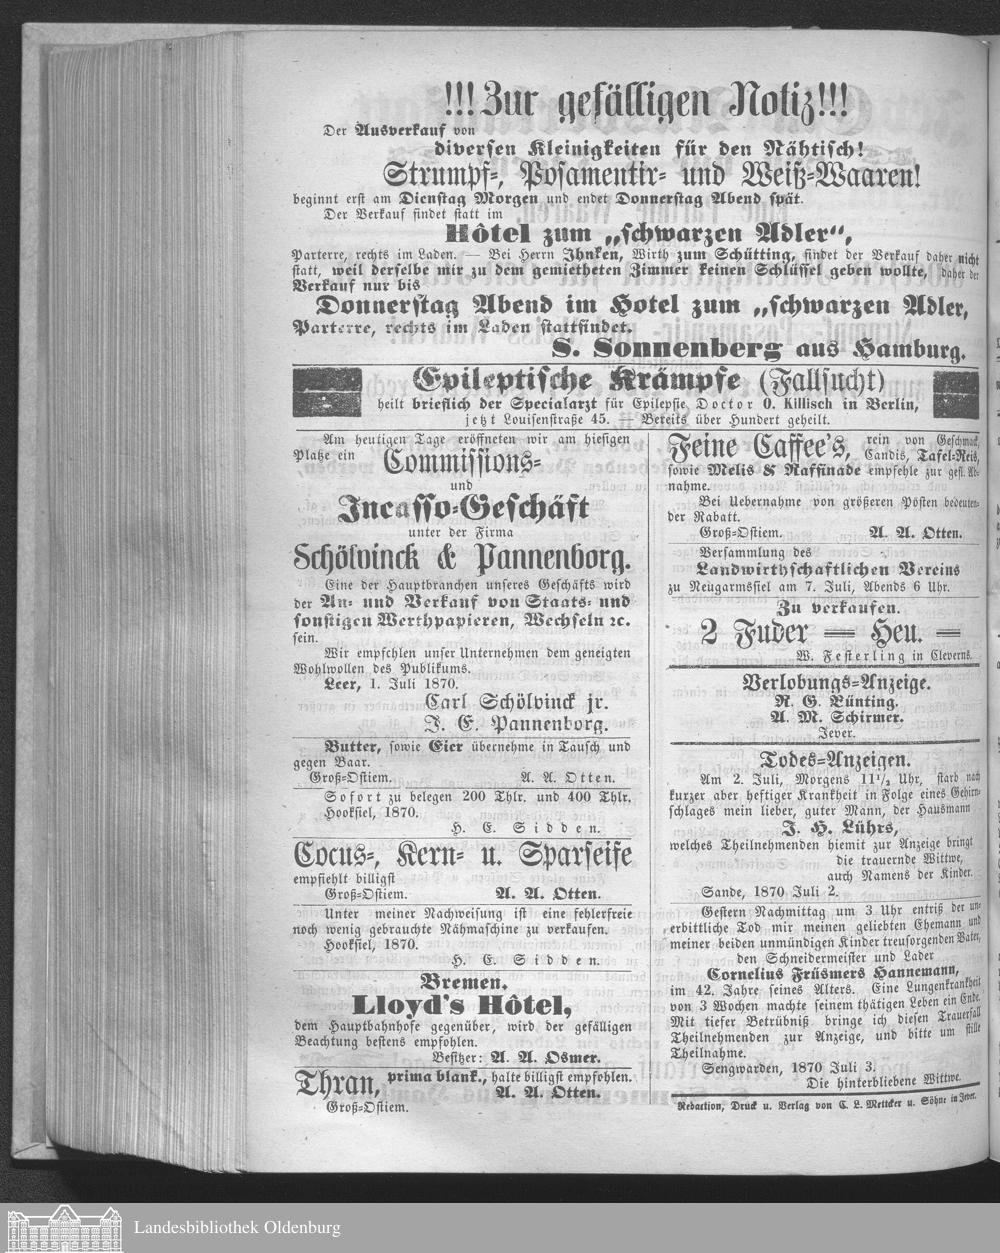 !!! Zur gefälligen Notiz!!!
Der Ausverkauf von
diversen Kleinigkeiten für den Nähtisch!
Strumpf-, Posamentir- und Weiß-Waaren!
beginnt erst am Dienstag Morgen und endet Donnerstag Abend spät.
Der Verkauf findet statt im
Hôtel zum „schwarzen Adler“,
Parterre, rechts im Laden. — Bei Herrn Ihnken, Wirth zum Schütting, findet der Verkauf daher nicht
statt, weil derselbe mir zu dem gemietheten Zimmer keinen Schlüssel geben wollte, daher der
Verkauf nur bis
Donnerstag Abend im Hotel zum „schwarzen Adler,
Parterre, rechts im Laden stattfindet.
S. Sonnenberg aus Hamburg.
Epileptische Krämpfe (Fallsucht)
heilt brieflich der Specialarzt für Epilepsie Doctor O. Killisch in Berlin,
jetzt Louisenstraße 45. — Bereits über Hundert geheilt.
Am heutigen Tage eröffneten wir am hiesigen
Platze ein Commissions-
und
Incasso-Geschäft
unter der Firma
Schölvinck & Pannenborg.
Eine der Hauptbranchen unseres Geschäfts wird
der An- und Verkauf von Staats- und
sonstigen Werthpapieren, Wechseln ꝛc.
sein.
Wir empfehlen unser Unternehmen dem geneigten
Wohlwollen des Publikums.
Leer, 1. Juli 1870.
Carl Schölvinck jr.
J. E. Pannenborg.
Butter, sowie Eier übernehme in Tausch und
gegen Baar.
Groß-Ostiem. A. A. Otten.
Sofort zu belegen 200 Thlr. und 400 Thlr.
Hooksiel, 1870.
H. E. Sidden.
Cocus-, Kern- u. Sparseife
empfiehlt billigst
Groß-Ostiem. A. A. Otten.
Unter meiner Nachweisung ist eine fehlerfreie
noch wenig gebrauchte Nähmaschine zu verkaufen.
Hooksiel, 1870.
H. E. Sidden.
Bremen.
Lloyd's Hôtel,
dem Hauptbahnhofe gegenüber, wird der gefälligen
Beachtung bestens empfohlen.
Besitzer: A. A. Osmer.
Thran, prima blank., halte billigst empfohlen.
A. A. Otten.
Groß-Ostiem.
Feine Caffee's, rein von Geschmack,
Candis, Tafel-Reis,
sowie Melis & Raffinade empfehle zur gefl. Ab-
nahme.
Bei Uebernahme von größeren Posten bedeuten-
der Rabatt.
Groß-Ostiem. A. A. Otten.
Versammlung des
Landwirthschaftlichen Vereins
zu Neugarmssiel am 7. Juli, Abends 6 Uhr.
Zu verkaufen.
2 Fuder = Heu. =
W. Festerling in Cleverns.
Verlobungs-Anzeige.
R. G. Bünting.
A. M. Schirmer.
Jever.
Todes-Anzeigen.
Am 2. Juli, Morgens 11½ Uhr, starb nach
kurzer aber heftiger Krankheit in Folge eines Gehirn-
schlages mein lieber, guter Mann, der Hausmann
J. H. Lührs,
welches Theilnehmenden hiemit zur Anzeige bringt
die trauernde Wittwe,
auch Namens der Kinder.
Sande, 1870 Juli 2.
Gestern Nachmittag um 3 Uhr entriß der un-
erbittliche Tod mir meinen geliebten Ehemann und
meiner beiden unmündigen Kinder treusorgenden Vater,
den Schneidermeister und Lader
Cornelius Früsmers Hannemann,
im 42. Jahre seines Alters. Eine Lungenkrankheit
von 3 Wochen machte seinem thätigen Leben ein Ende.
Mit tiefer Betrübniß bringe ich diesen Trauerfall
Theilnehmenden zur Anzeige, und bitte um stille
Theilnahme.
Sengwarden, 1870 Juli 3.
Die hinterbliebene Wittwe.
Redaction, Druck u. Verlag von C. L. Mettcker u. Söhne in Jever.
Landesbibliothek Oldenburg